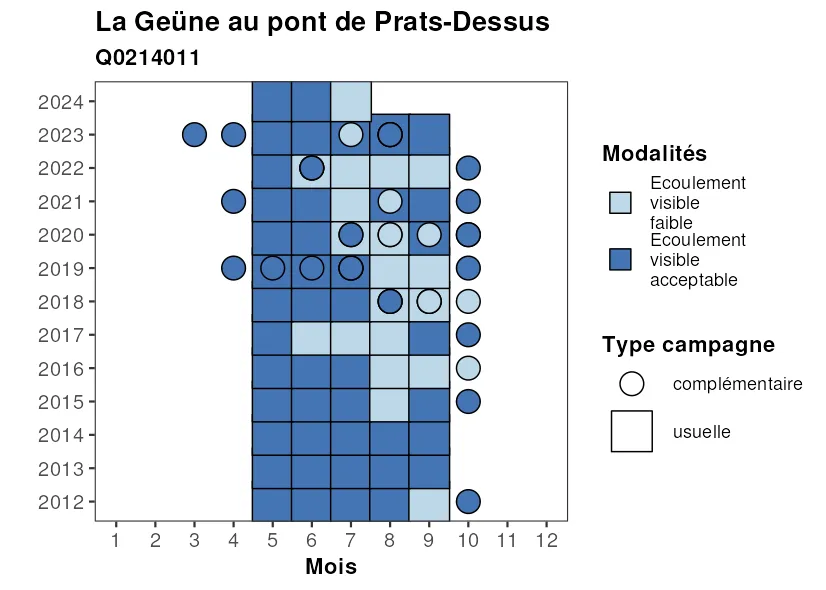 La Geüne au pont de Prats-Dessus
Q0214011
2024
2023
2022
2021
2020
2019
2018
2017
2016
2015
2014
2013
2012
1 2 3 4 5 6 7 8 9 10 11 12
Mois
Modalités
Ecoulement
visible
faible
Ecoulement
visible
acceptable
Type campagne
complémentaire
usuelle